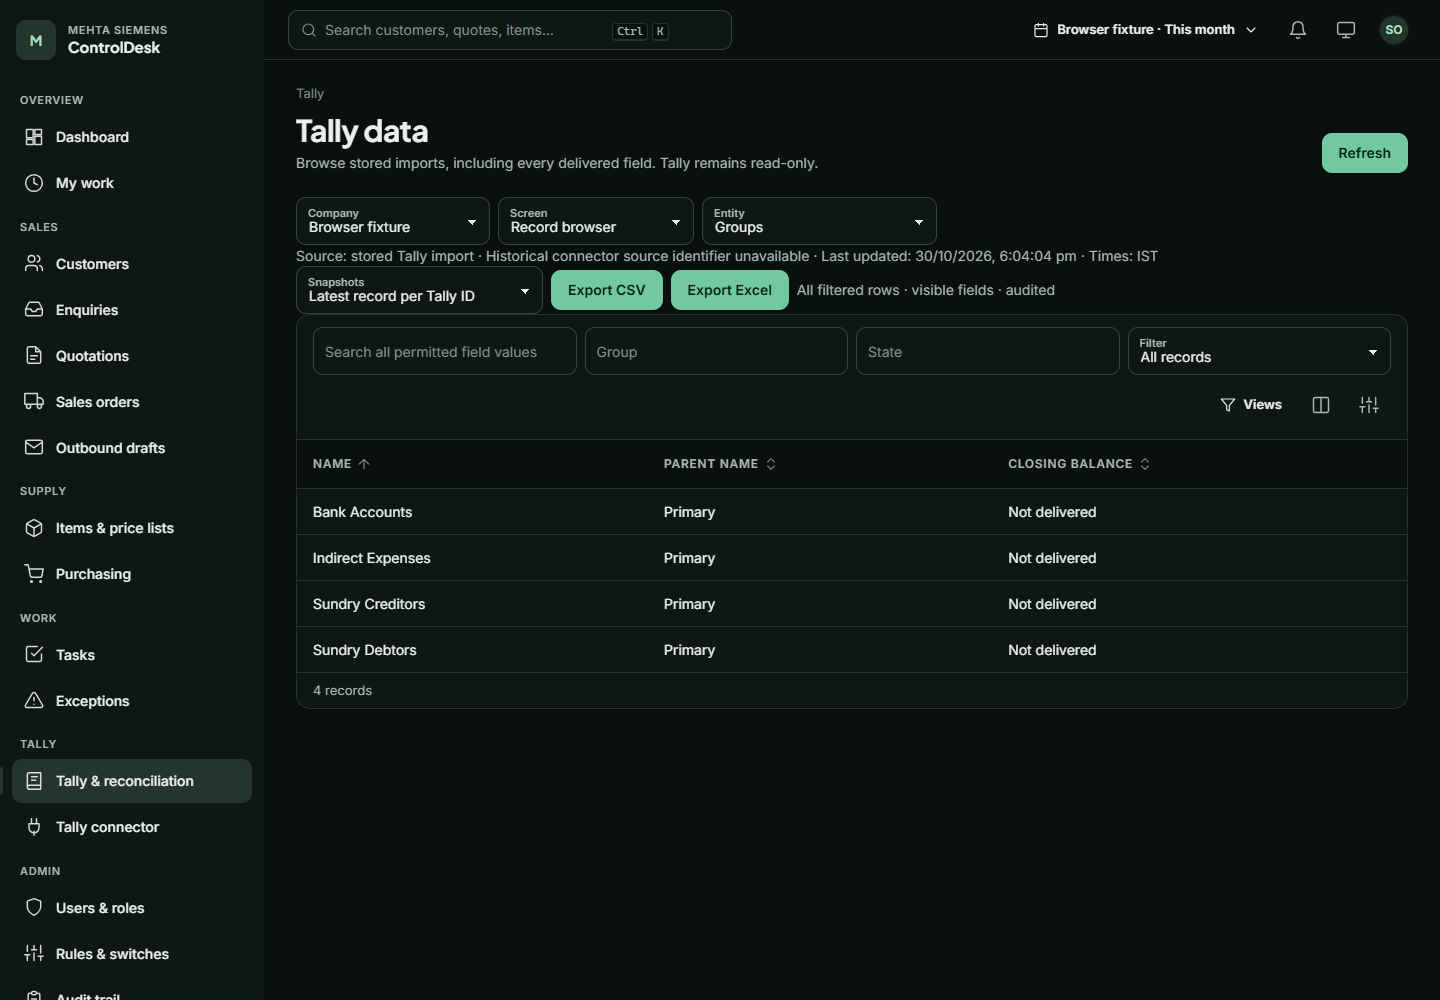 M
MEHTA SIEMENS
ControlDesk
OVERVIEW
Dashboard
My work
SALES
Customers
Enquiries
Quotations
Sales orders
Outbound drafts
SUPPLY
Items & price lists
Purchasing
WORK
Tasks
Exceptions
TALLY
Tally & reconciliation
Tally connector
ADMIN
Users & roles
Rules & switches
Audit trail
Search customers, quotes, items... Ctrl K
Browser fixture · This month
SO
Tally
Tally data
Browse stored imports, including every delivered field. Tally remains read-only.
Refresh
Company
Browser fixture
Screen
Record browser
Entity
Groups
Source: stored Tally import · Historical connector source identifier unavailable · Last updated: 30/10/2026, 6:04:04 pm · Times: IST
Snapshots
Latest record per Tally ID
Export CSV
Export Excel
All filtered rows · visible fields · audited
Search all permitted field values
Group
State
Filter
All records
Views
NAME PARENT NAME CLOSING BALANCE
Bank Accounts Primary Not delivered
Indirect Expenses Primary Not delivered
Sundry Creditors Primary Not delivered
Sundry Debtors Primary Not delivered
4 records